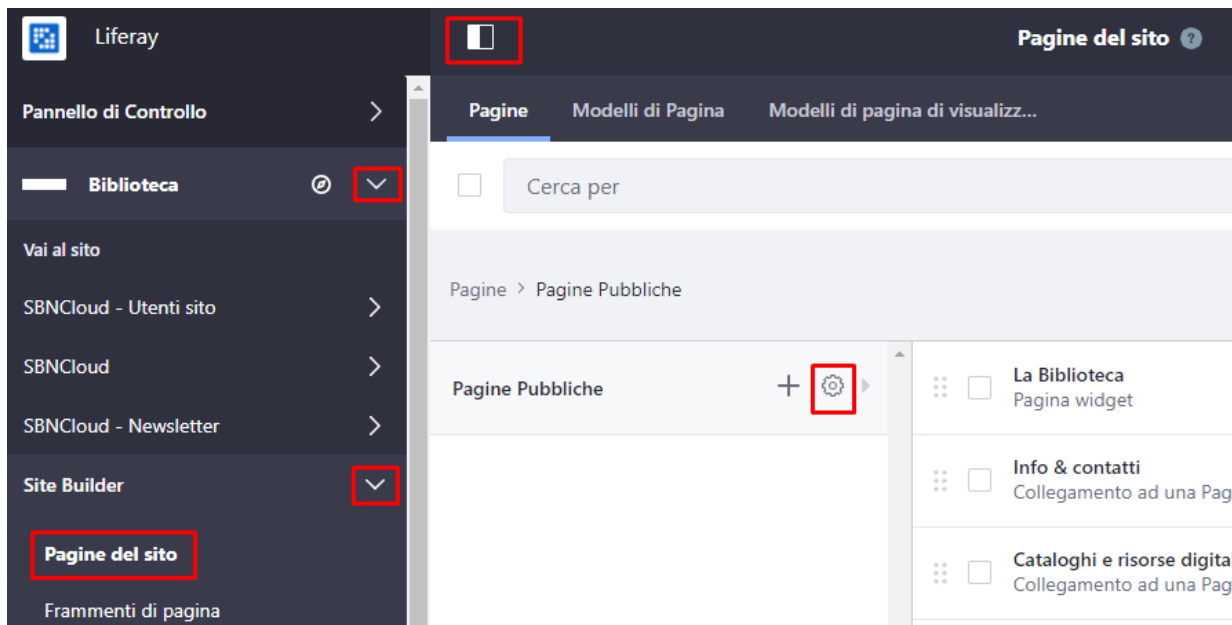 Liferay
Pagine del sito ?
Pannello di Controllo
Pagine
Modelli di Pagina
Modelli di pagina di visualizz...
Biblioteca
Cerca per
Vai al sito
Pagine > Pagine Pubbliche
SBNCloud - Utenti sito
SBNCloud
SBNCloud - Newsletter
Site Builder
Pagine del sito
Frammenti di pagina
Pagine Pubbliche
La Biblioteca
Pagina widget
Info & contatti
Collegamento ad una Pag
Cataloghi e risorse digita
Collegamento ad una Pag